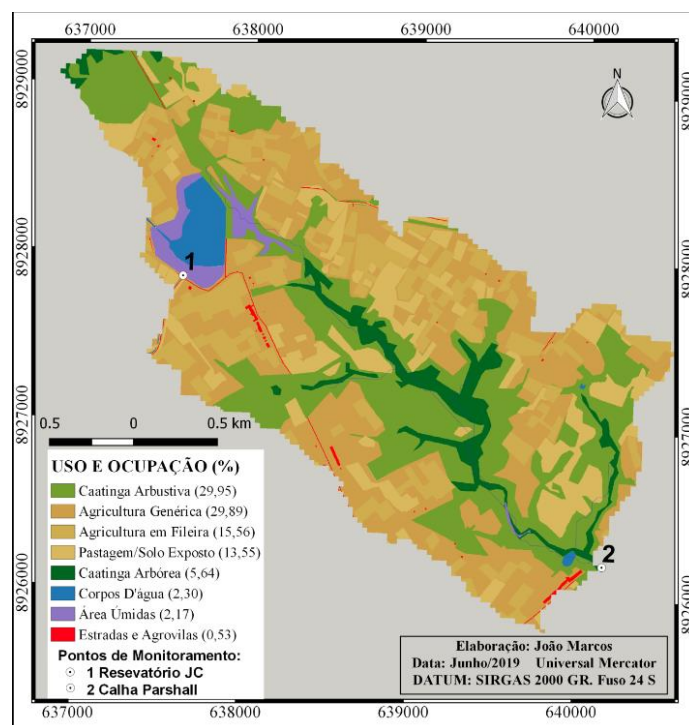 637000 638000 639000 640000
8929000
8928000
8927000
8926000
N
1
2
0.5 0 0.5 km
USO E OCUPAÇÃO (%)
Caatinga Arbustiva (29,95)
Agricultura Genérica (29,89)
Agricultura em Fileira (15,56)
Pastagem/Solo Exposto (13,55)
Caatinga Arbórea (5,64)
Corpos D'água (2,30)
Área Úmidas (2,17)
Estradas e Agrovilas (0,53)
Pontos de Monitoramento:
1 Resevatório JC
2 Calha Parshall
Elaboração: João Marcos
Data: Junho/2019 Universal Mercator
DATUM: SIRGAS 2000 GR. Fuso 24 S
8929000
8928000
8927000
8926000
637000 638000 639000 640000